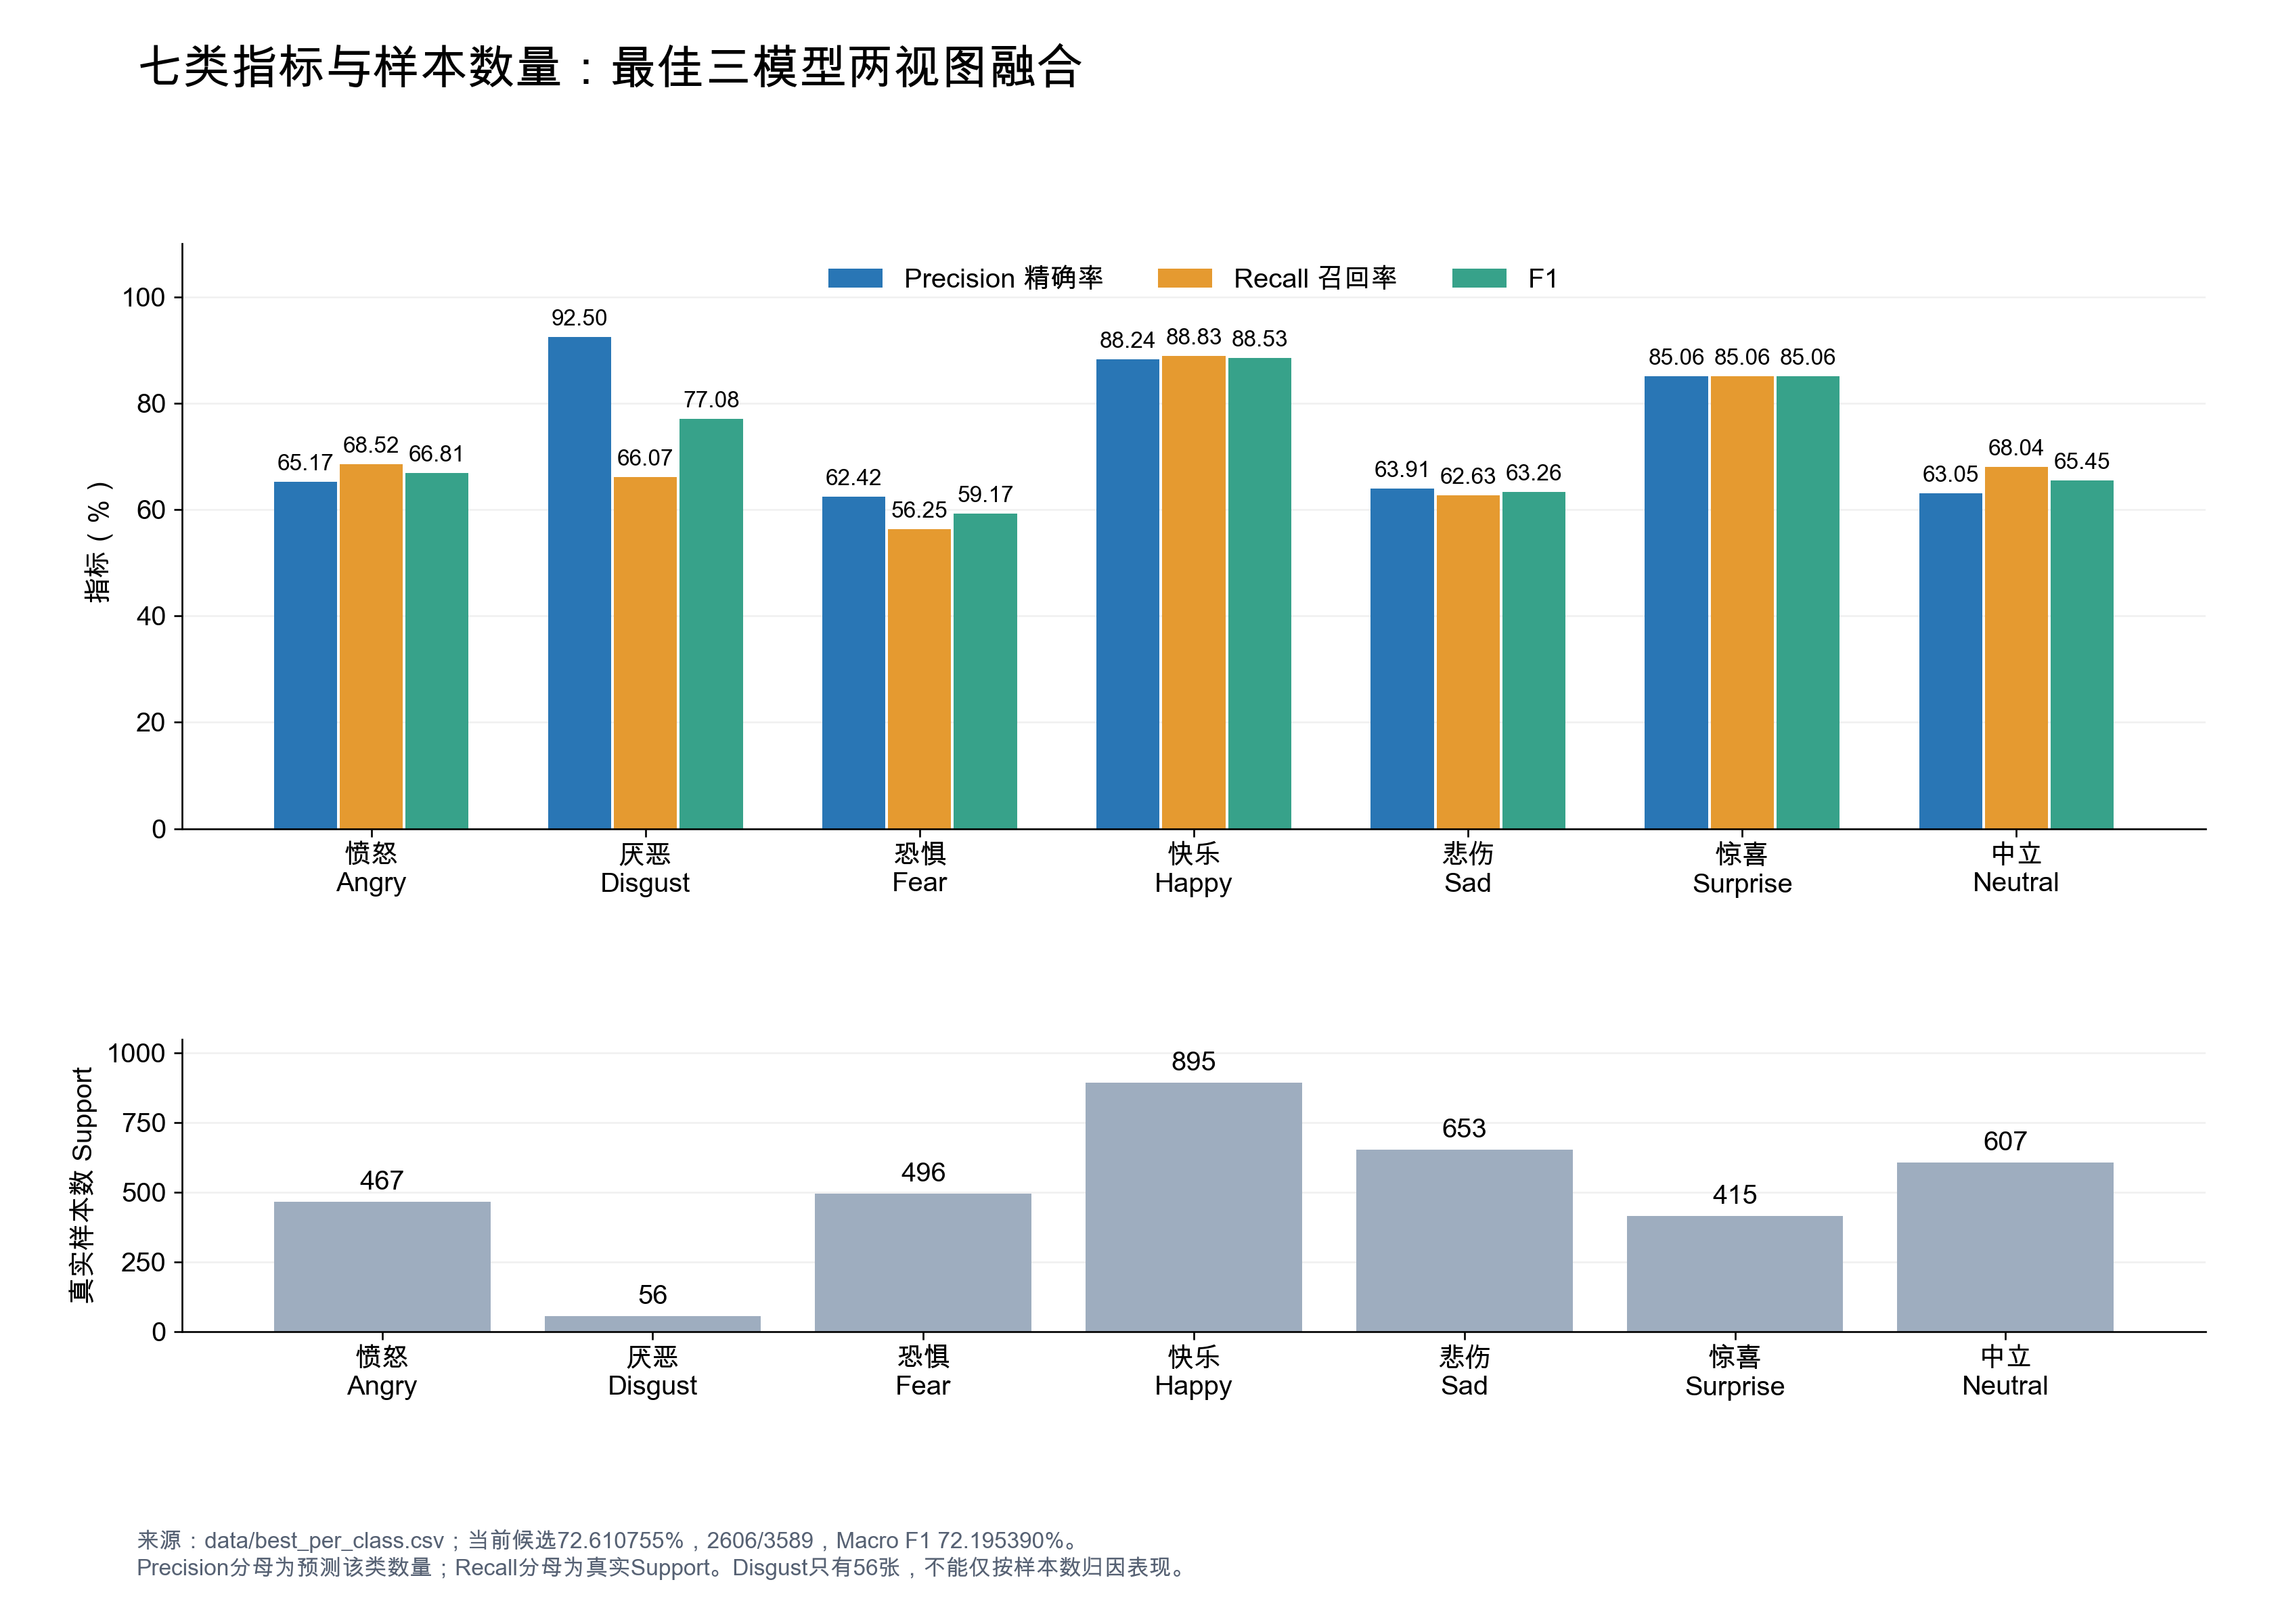 七类指标与样本数量：最佳三模型两视图融合
Precision 精确率
Recall 召回率
F1
指标（%）
100
80
60
40
20
0
65.17 68.52 66.81
92.50 66.07 77.08
62.42 56.25 59.17
88.24 88.83 88.53
63.91 62.63 63.26
85.06 85.06 85.06
63.05 68.04 65.45
愤怒 厌恶 恐惧 快乐 悲伤 惊喜 中立
Angry Disgust Fear Happy Sad Surprise Neutral
真实样本数 Support
1000
750
500
250
0
467 56 496 895 653 415 607
愤怒 厌恶 恐惧 快乐 悲伤 惊喜 中立
Angry Disgust Fear Happy Sad Surprise Neutral
来源：data/best_per_class.csv；当前候选72.610755%，2606/3589，Macro F1 72.195390%。
Precision分母为预测该类数量；Recall分母为真实Support。Disgust只有56张，不能仅按样本数归因表现。